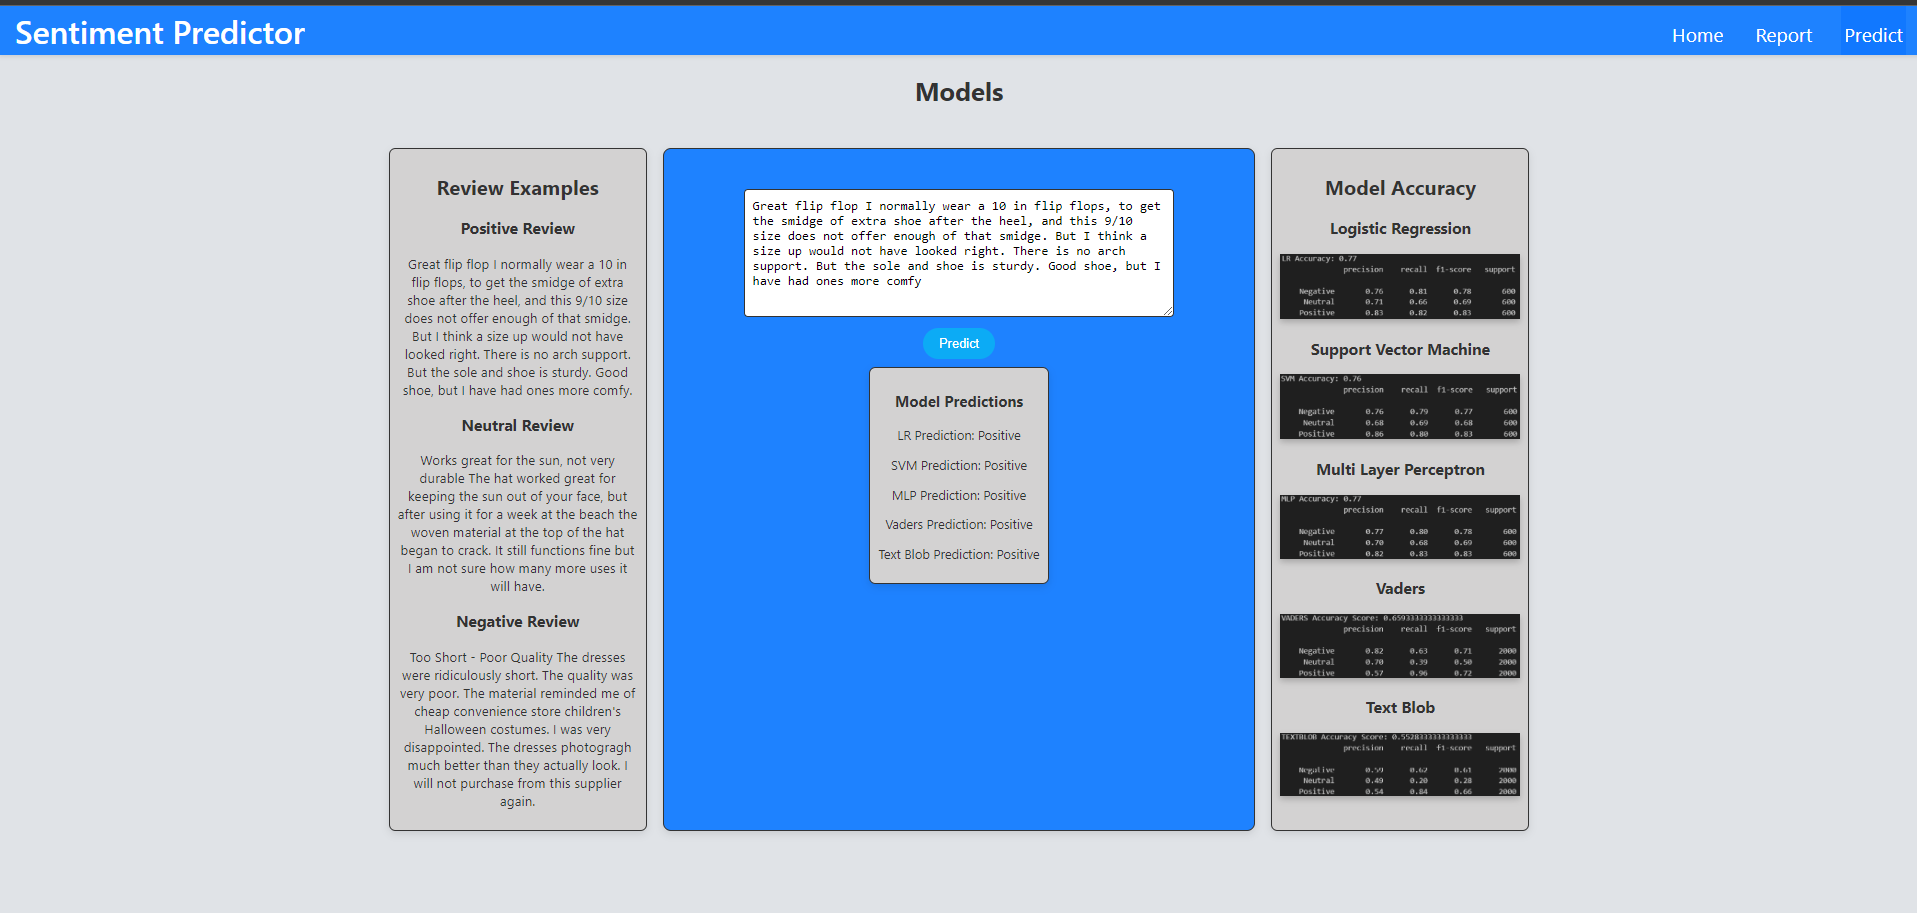 Sentiment Predictor
Home
Report
Predict
Models
Review Examples
Positive Review
Great flip flop I normally wear a 10 in
flip flops, to get the smidge of extra
shoe after the heel, and this 9/10 size
does not offer enough of that smidge.
But I think a size up would not have
looked right. There is no arch support.
But the sole and shoe is sturdy. Good
shoe, but I have had ones more comfy.
Neutral Review
Works great for the sun, not very
durable The hat worked great for
keeping the sun out of your face, but
after using it for a week at the beach the
woven material at the top of the hat
began to crack. It still functions fine but
I am not sure how many more uses it
will have.
Negative Review
Too Short - Poor Quality The dresses
were ridiculously short. The quality was
very poor. The material reminded me of
cheap convenience store children's
Halloween costumes. I was very
disappointed. The dresses photogragh
much better than they actually look. I
will not purchase from this supplier
again.
Great flip flop I normally wear a 10 in flip flops, to get
the smidge of extra shoe after the heel, and this 9/10
size does not offer enough of that smidge. But I think a
size up would not have looked right. There is no arch
support. But the sole and shoe is sturdy. Good shoe, but I
have had ones more comfy
Predict
Model Predictions
LR Prediction: Positive
SVM Prediction: Positive
MLP Prediction: Positive
Vaders Prediction: Positive
Text Blob Prediction: Positive
Model Accuracy
Logistic Regression
LR Accuracy: 0.77
precision recall f1-score support
Negative 0.76 0.81 0.78 600
Neutral 0.71 0.66 0.69 600
Positive 0.83 0.82 0.83 600
Support Vector Machine
SVM Accuracy: 0.76
precision recall f1-score support
Negative 0.76 0.79 0.77 600
Neutral 0.68 0.69 0.68 600
Positive 0.86 0.80 0.83 600
Multi Layer Perceptron
MLP Accuracy: 0.77
precision recall f1-score support
Negative 0.77 0.80 0.78 600
Neutral 0.70 0.68 0.69 600
Positive 0.82 0.83 0.83 600
Vaders
VADERS Accuracy Score: 0.6593333333333333
precision recall f1-score support
Negative 0.82 0.63 0.71 2000
Neutral 0.70 0.39 0.50 2000
Positive 0.57 0.96 0.72 2000
Text Blob
TEXTBLOB Accuracy Score: 0.5528333333333333
precision recall f1-score support
Negative 0.59 0.62 0.61 2000
Neutral 0.49 0.20 0.28 2000
Positive 0.54 0.84 0.66 2000